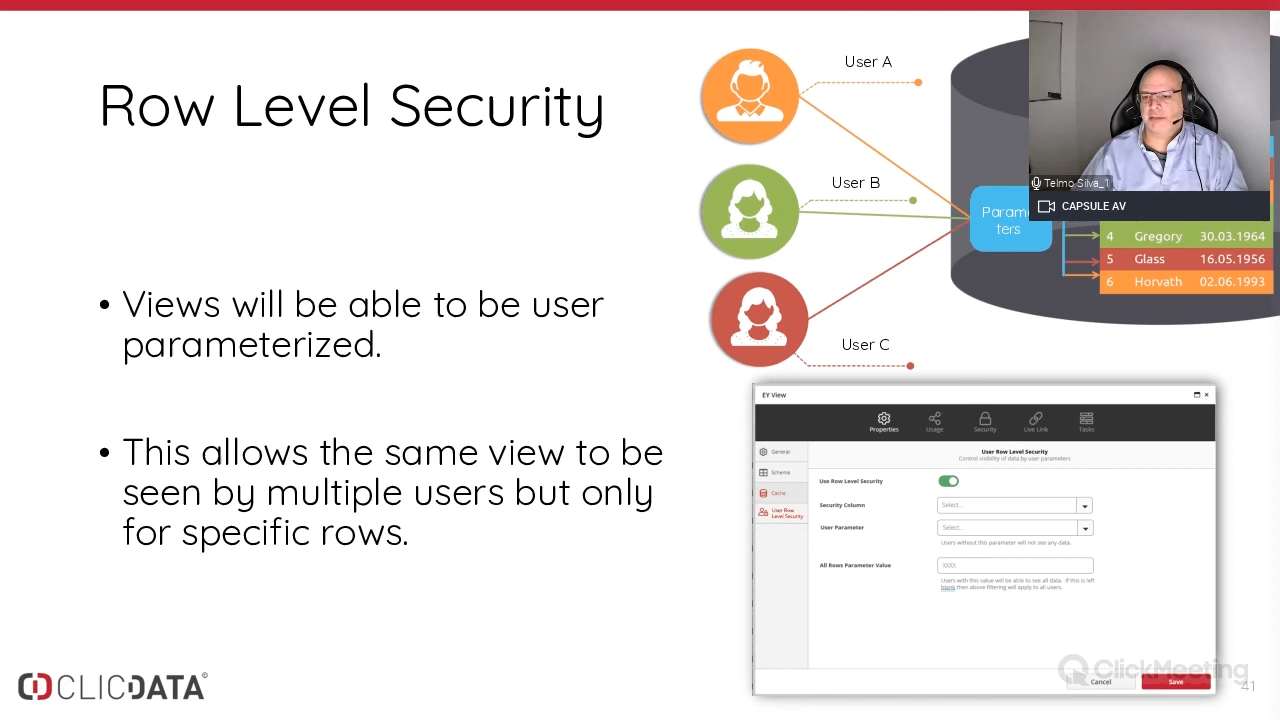 Row Level Security
• Views will be able to be user
parameterized.
• This allows the same view to be
seen by multiple users but only
for specific rows.
User A
User B
User C
Parame
ters
4 Gregory 30.03.1964
5 Glass 16.05.1956
6 Horvath 02.06.1993
Telmo Silva_1
CAPSULE AV
EY View
Properties
Usage
Security
Live Link
Tasks
General
Schema
Cache
User Row
Level Security
User Row Level Security
Control visibility of data by user parameters
Use Row Level Security
Security Column
Select...
User Parameter
Select...
Users without this parameter will not see any data.
All Rows Parameter Value
XXXX
Users with this value will be able to see all data. If this is left
blank then above filtering will apply to all users.
Cancel
Save
ClickMeeting
41
CLICDATA